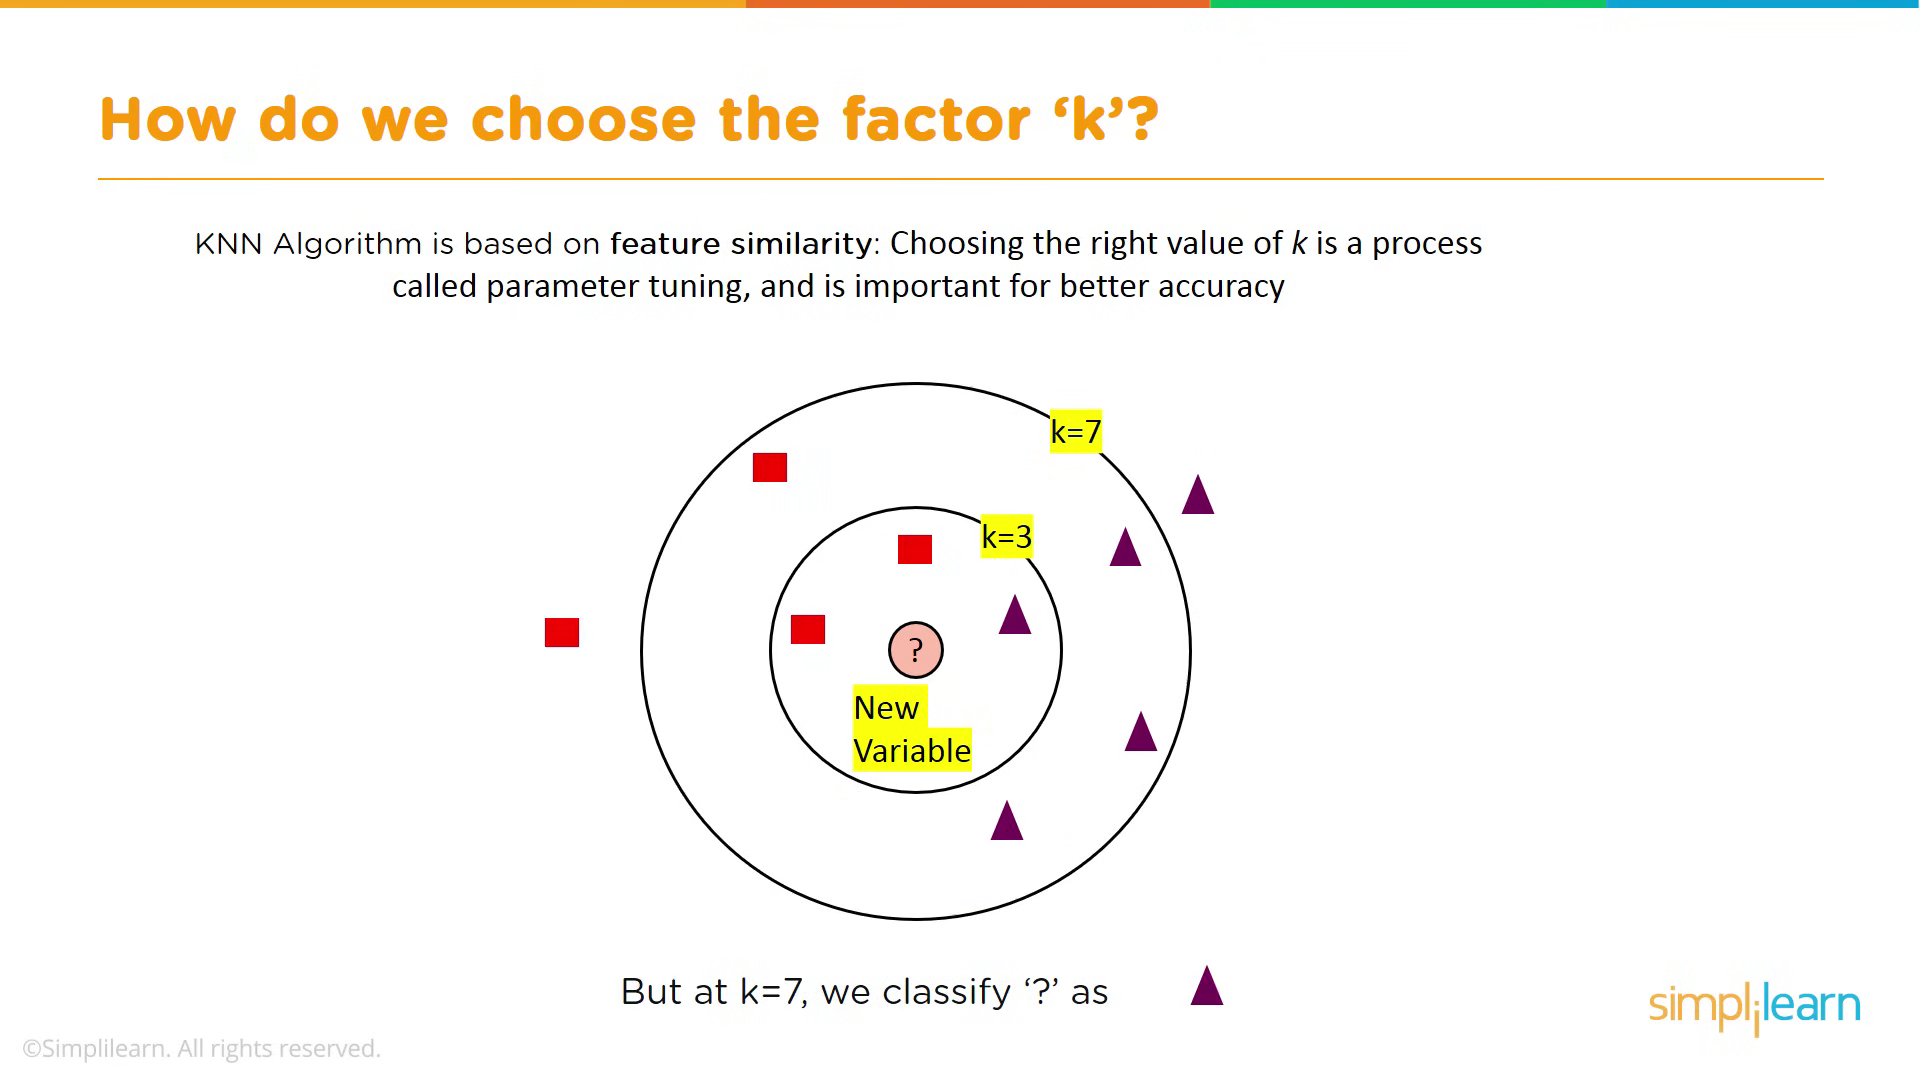 How do we choose the factor ‘k’?
KNN Algorithm is based on feature similarity: Choosing the right value of k is a process
called parameter tuning, and is important for better accuracy
k=7
k=3
?
New
Variable
But at k=7, we classify ‘?’ as
simplilearn
©Simplilearn. All rights reserved.